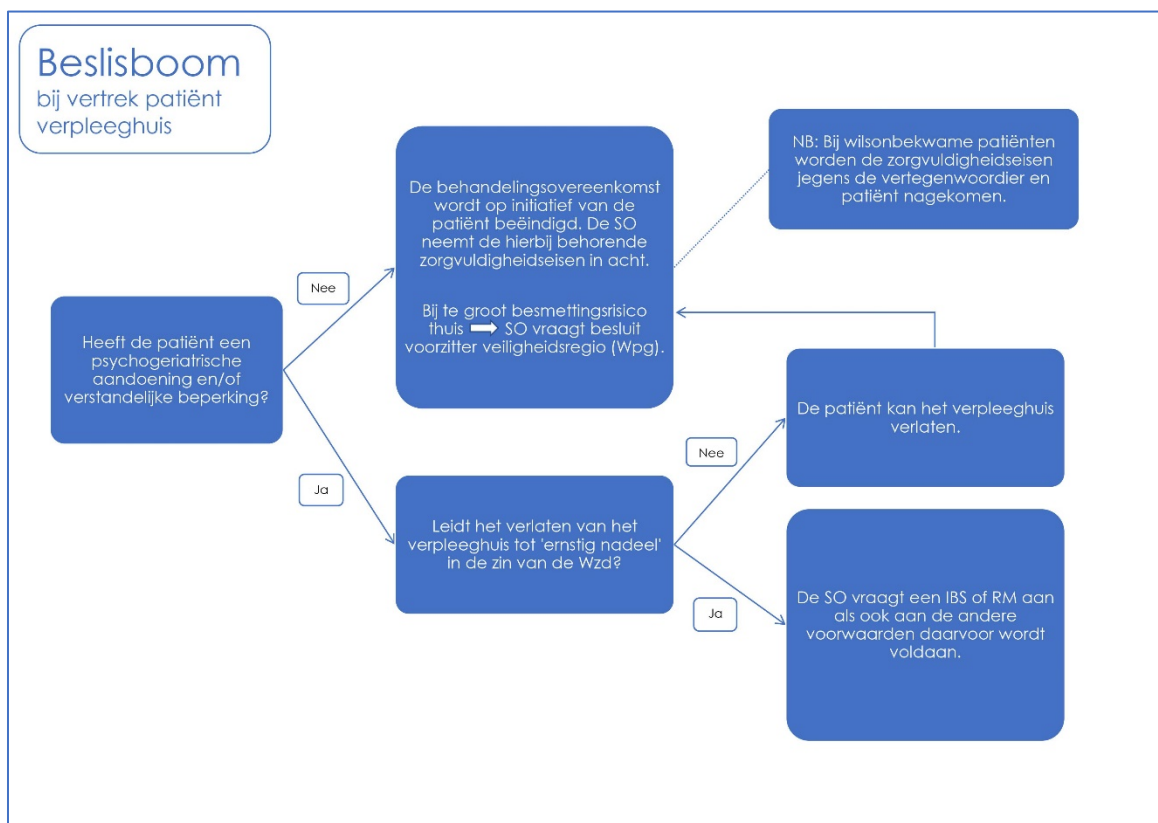 Beslisboom
bij vertrek patiënt
verpleeghuis
NB: Bij wilsonbekwame patiënten
worden de zorgvuldigheidseisen
jegens de vertegenwoordier en
patiënt nagekomen.
De behandelingsovereenkomst
wordt op initiatief van de
patiënt beëindigd. De SO
neemt de hierbij behorende
zorgvuldigheidseisen in acht.
Bij te groot besmettingsrisico
thuis SO vraagt besluit
voorzitter veiligheidsregio (Wpg).
Nee
Heeft de patiënt een
psychogeriatrische
aandoening en/of
verstandelijke beperking?
Ja
Leidt het verlaten van het
verpleeghuis tot 'ernstig nadeel'
in de zin van de Wzd?
Nee
De patiënt kan het verpleeghuis
verlaten.
Ja
De SO vraagt een IBS of RM aan
als ook aan de andere
voorwaarden daarvoor wordt
voldaan.